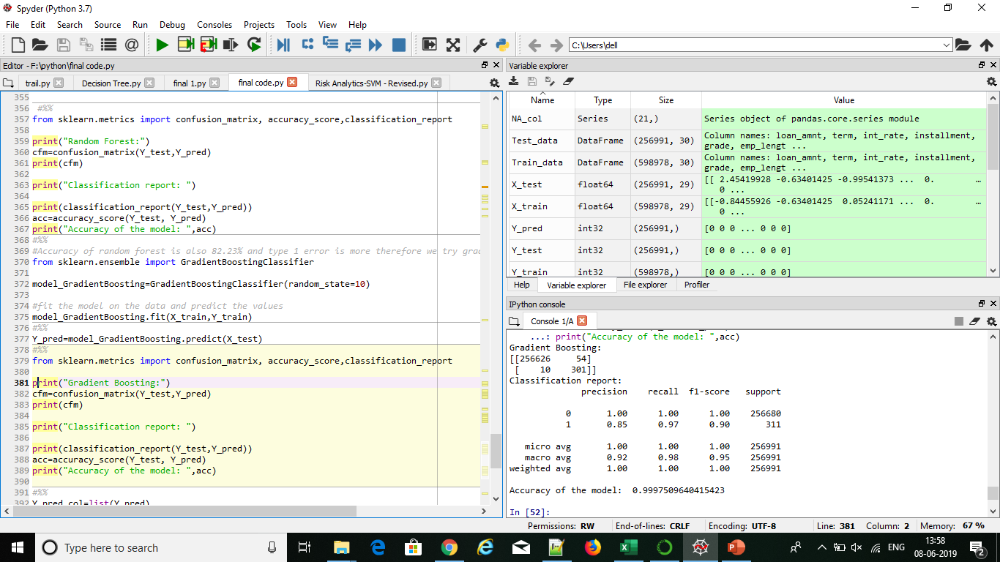 Spyder (Python 3.7)
File Edit Search Source Run Debug Consoles Projects Tools View Help
C:\Users\dell
Editor - F:\python\final code.py
trail.py Decision Tree.py final 1.py final code.py Risk Analytics-SVM - Revised.py
355
356 #%%
357 from sklearn.metrics import confusion_matrix, accuracy_score,classification_report
358
359 print("Random Forest:")
360 cfm=confusion_matrix(Y_test,Y_pred)
361 print(cfm)
362
363 print("Classification report: ")
364
365 print(classification_report(Y_test,Y_pred))
366 acc=accuracy_score(Y_test, Y_pred)
367 print("Accuracy of the model: ",acc)
368 #%%
369 #Accuracy of random forest is also 82.23% and type 1 error is more therefore we try grad
370 from sklearn.ensemble import GradientBoostingClassifier
371
372 model_GradientBoosting=GradientBoostingClassifier(random_state=10)
373
374 #fit the model on the data and predict the values
375 model_GradientBoosting.fit(X_train,Y_train)
376 #%%
377 Y_pred=model_GradientBoosting.predict(X_test)
378 #%%
379 from sklearn.metrics import confusion_matrix, accuracy_score,classification_report
380
381 print("Gradient Boosting:")
382 cfm=confusion_matrix(Y_test,Y_pred)
383 print(cfm)
384
385 print("Classification report: ")
386
387 print(classification_report(Y_test,Y_pred))
388 acc=accuracy_score(Y_test, Y_pred)
389 print("Accuracy of the model: ",acc)
390
391 #%%
392 Y_pred_col=list(Y_pred)
Variable explorer
Name Type Size Value
NA_col Series (21,) Series object of pandas.core.series module
Test_data DataFrame (256991, 30) Column names: loan_amnt, term, int_rate, installment,
grade, emp_lengt ...
Train_data DataFrame (598978, 30) Column names: loan_amnt, term, int_rate, installment,
grade, emp_lengt ...
X_test float64 (256991, 29) [[ 2.45419928 -0.63401425 -0.99541373 ... 0. …
0 ...
X_train float64 (598978, 29) [[-0.84455926 -0.63401425 0.05241171 ... 0. …
0 ...
Y_pred int32 (256991,) [0 0 0 ... 0 0 0]
Y_test int32 (256991,) [0 0 0 ... 0 0 0]
Y_train int32 (598978,) [0 0 0 ... 0 0 0]
Help Variable explorer File explorer Profiler
IPython console
Console 1/A
...: print("Accuracy of the model: ",acc)
Gradient Boosting:
[[256626 54]
[ 10 301]]
Classification report:
precision recall f1-score support
0 1.00 1.00 1.00 256680
1 0.85 0.97 0.90 311
micro avg 1.00 1.00 1.00 256991
macro avg 0.92 0.98 0.95 256991
weighted avg 1.00 1.00 1.00 256991
Accuracy of the model: 0.9997509640415423
In [52]:
Permissions: RW End-of-lines: CRLF Encoding: UTF-8 Line: 381 Column: 2 Memory: 67 %
Type here to search
ENG
13:58
08-06-2019
2